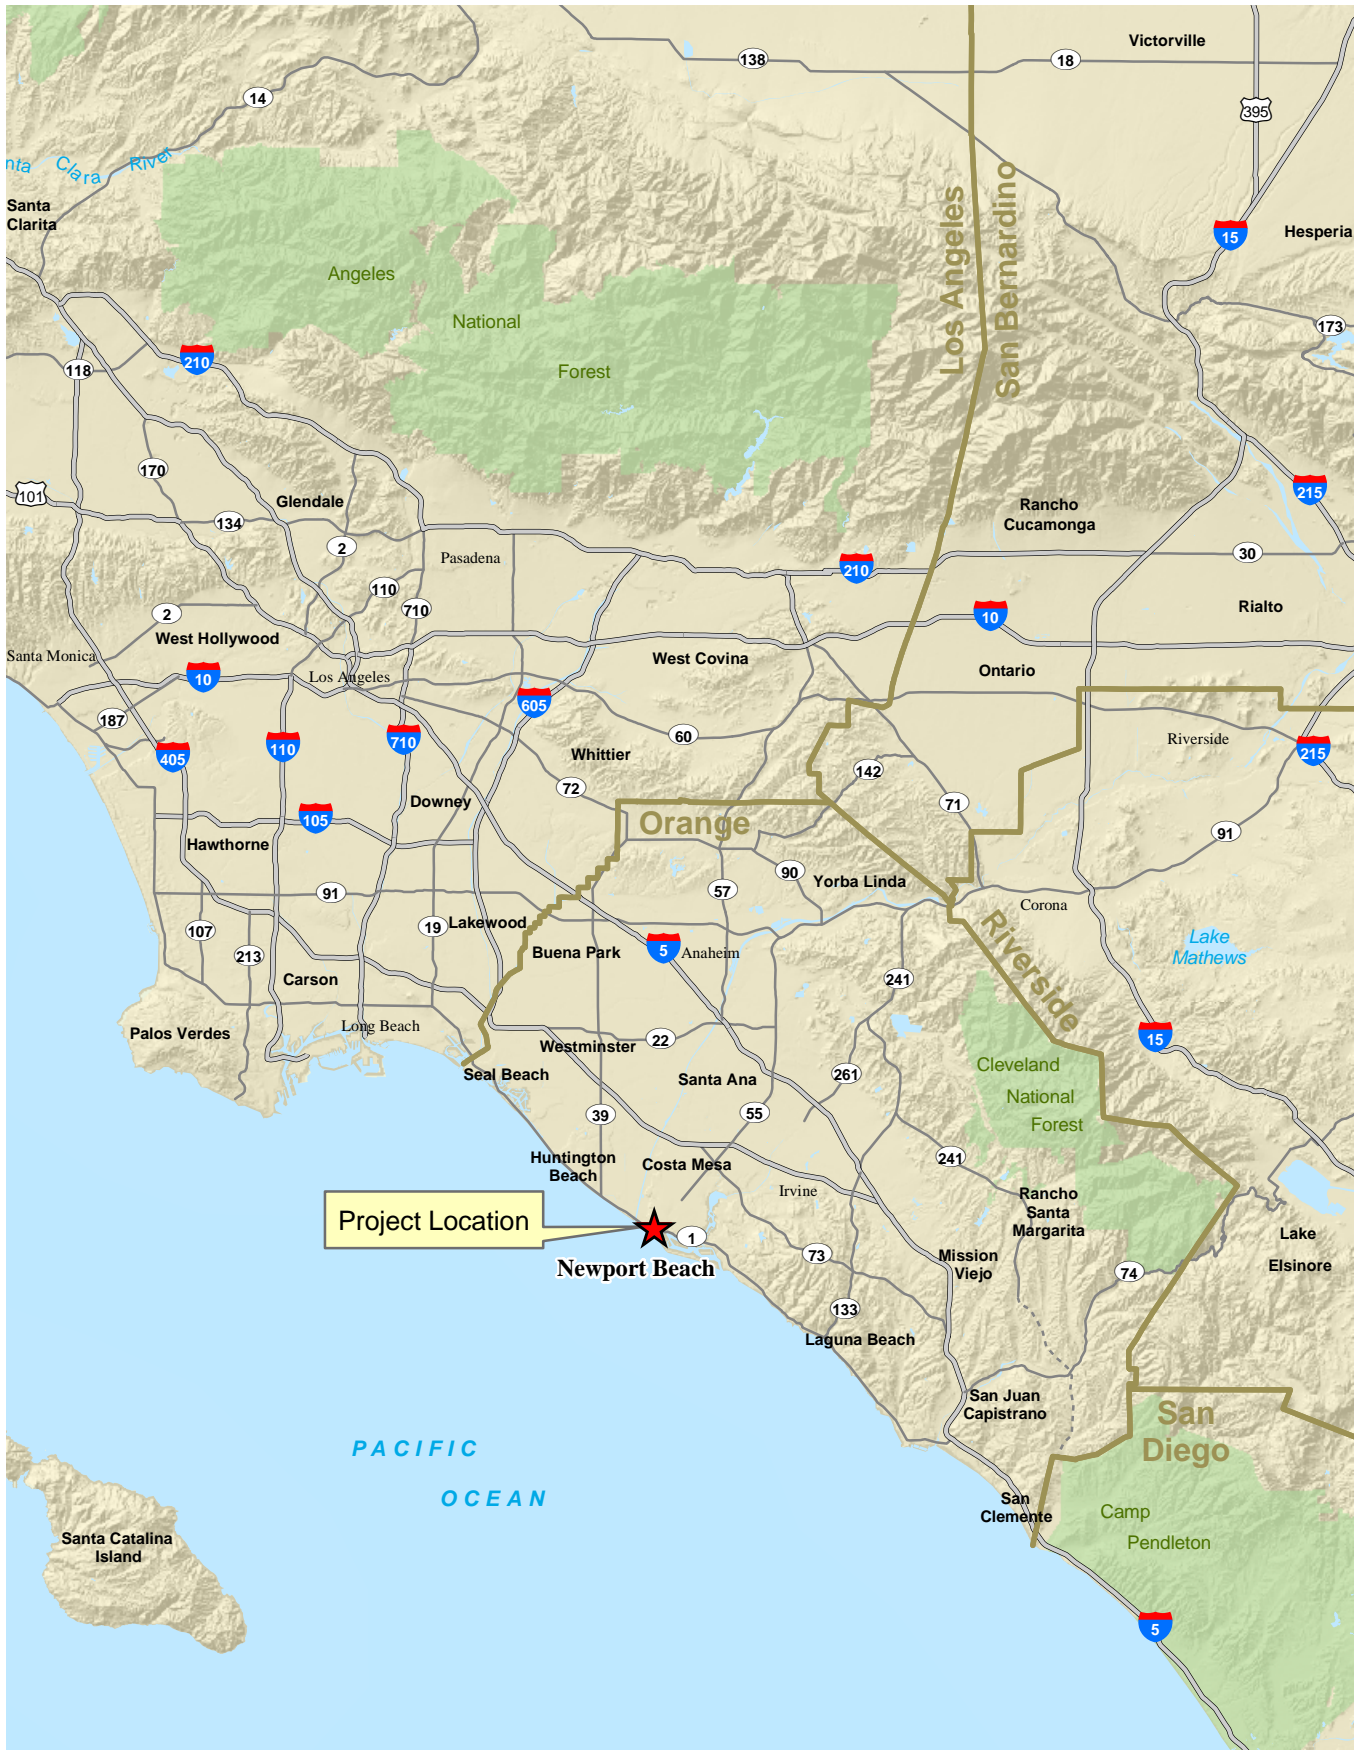 Victorville
138
18
14
395
nta Clara River
Santa
Clarita
Los Angeles
San Bernardino
15
Hesperia
Angeles
National
Forest
173
210
118
170
101
Glendale
134
2
Pasadena
Rancho
Cucamonga
215
30
210
110
710
2
10
Rialto
West Hollywood
Santa Monica
Los Angeles
10
West Covina
Ontario
605
187
60
Riverside
405
110
710
Whittier
142
215
72
Downey
71
105
Orange
91
Hawthorne
90
Yorba Linda
91
57
Corona
107
19
Lakewood
Buena Park
5
Anaheim
Riverside
Lake
Mathews
213
Carson
241
Palos Verdes
Long Beach
Westminster
22
15
Seal Beach
Santa Ana
261
Cleveland
National
Forest
39
55
Huntington
Beach
Costa Mesa
241
Irvine
Rancho
Santa
Margarita
Project Location
1
Newport Beach
73
Mission
Viejo
74
Lake
Elsinore
133
Laguna Beach
San Juan
Capistrano
San
Diego
PACIFIC
OCEAN
San
Clemente
Camp
Pendleton
Santa Catalina
Island
5